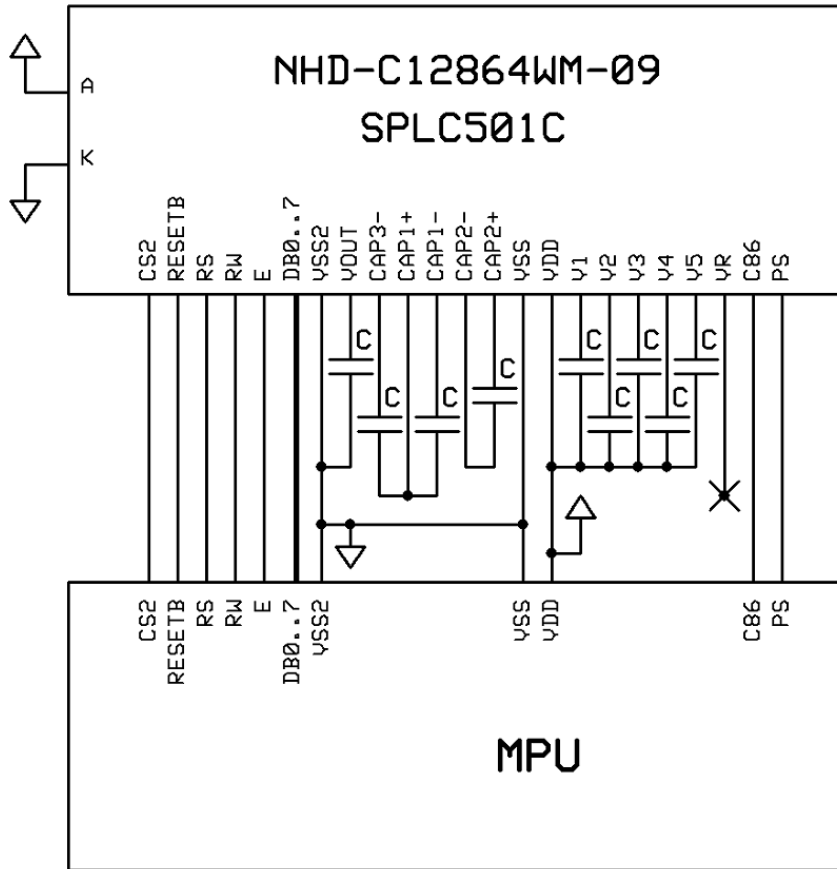 NHD-C12864WM-09
SPLC501C
A
K
CS2
RESETB
RS
RW
E
DB0..7
VSS2
VOUT
CAP3-
CAP1+
CAP1-
CAP2-
CAP2+
VSS
VDD
V1
V2
V3
V4
V5
VR
C86
PS
C
C
C
C
C
C
C
C
C
CS2
RESETB
RS
RW
E
DB0..7
VSS2
VSS
VDD
C86
PS
MPU